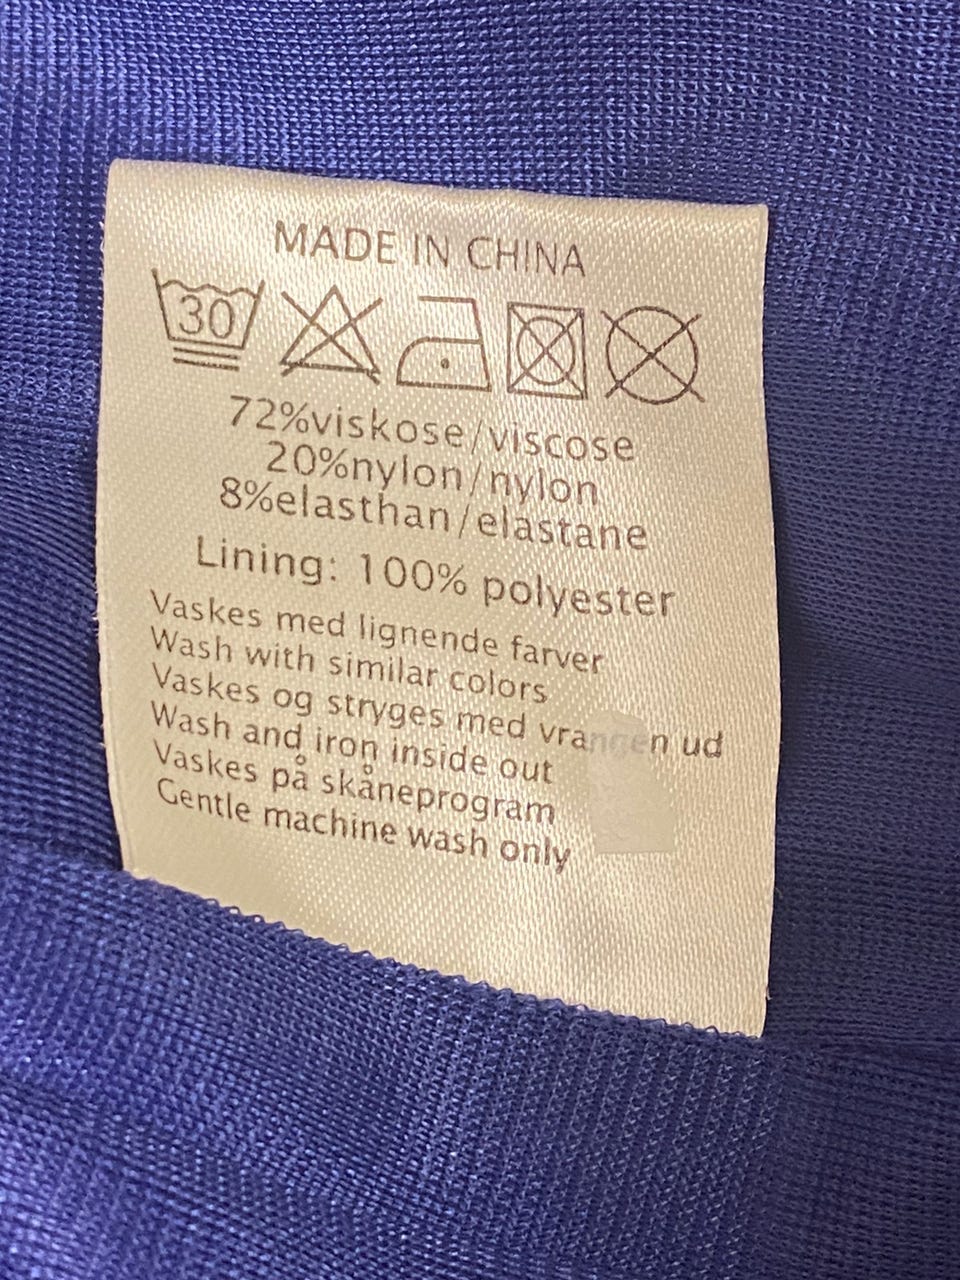 MADE IN CHINA
30
72%viskose/viscose
20%nylon/nylon
8%elasthan/elastane
Lining: 100% polyester
Vaskes med lignende farver
Wash with similar colors
Vaskes og stryges med vrangen ud
Wash and iron inside out
Vaskes på skåneprogram
Gentle machine wash only